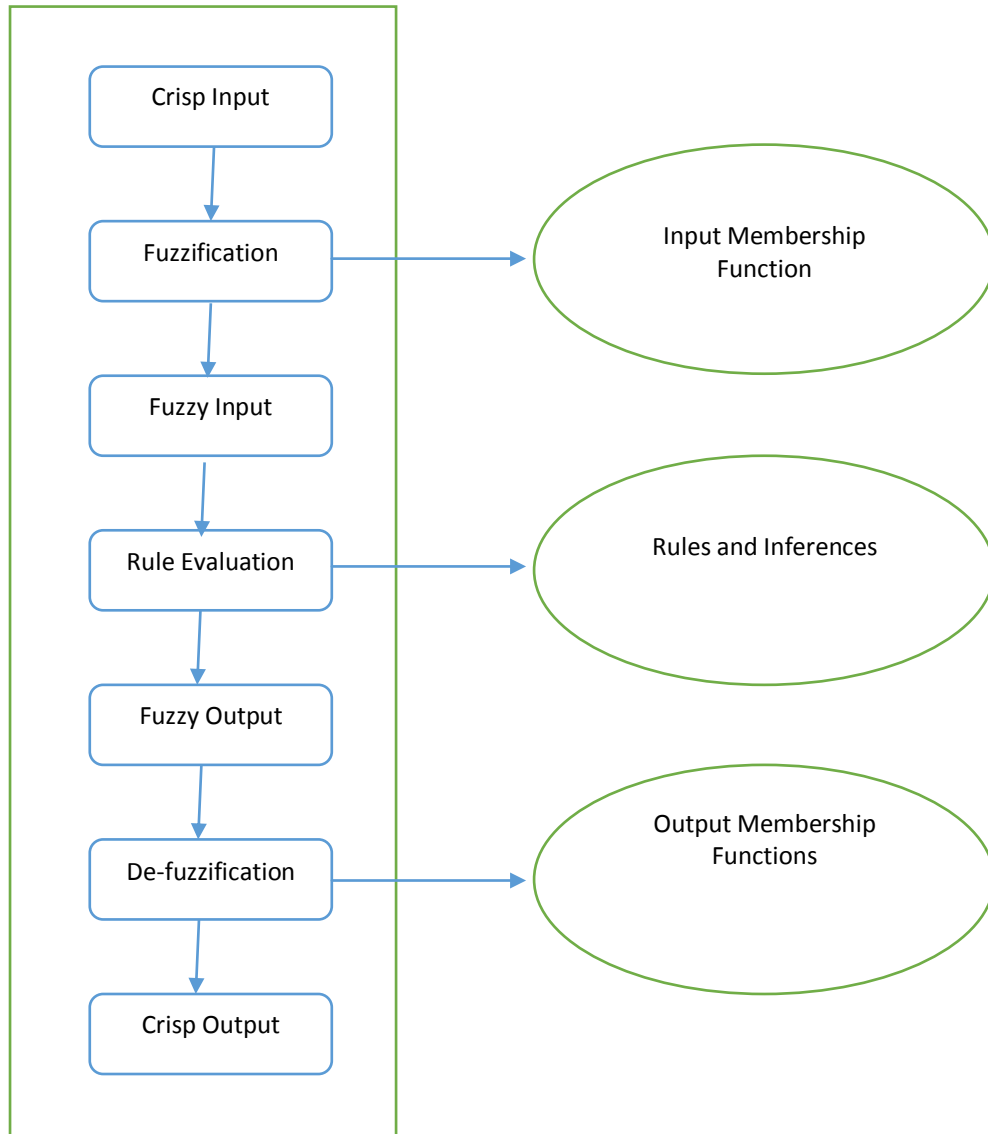 Crisp Input
Fuzzification
Input Membership
Function
Fuzzy Input
Rule Evaluation
Rules and Inferences
Fuzzy Output
De-fuzzification
Output Membership
Functions
Crisp Output